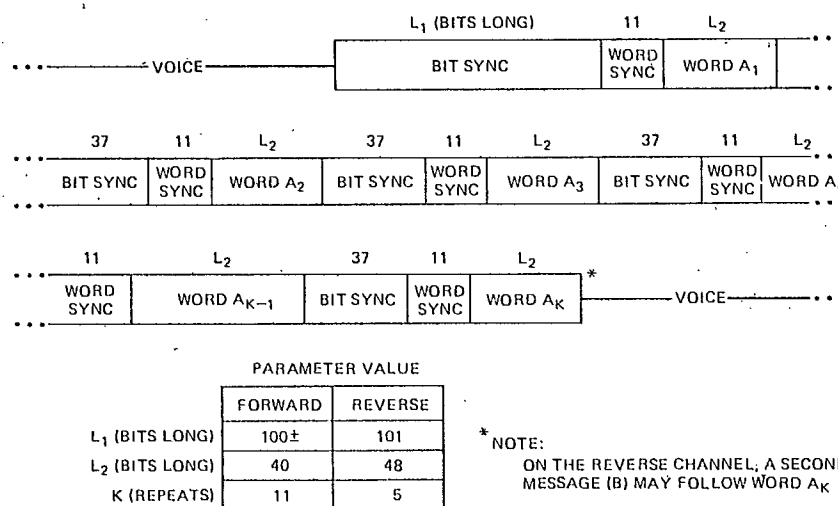 L1 (BITS LONG) 11 L2
••• VOICE BIT SYNC WORD SYNC WORD A1 ••
37 11 L2 37 11 L2 37 11 L2
••• BIT SYNC WORD SYNC WORD A2 BIT SYNC WORD SYNC WORD A3 BIT SYNC WORD SYNC WORD A
11 L2 37 11 L2
••• WORD SYNC WORD AK−1 BIT SYNC WORD SYNC WORD AK * VOICE ••
PARAMETER VALUE
FORWARD REVERSE
L1 (BITS LONG) 100± 101
L2 (BITS LONG) 40 48
K (REPEATS) 11 5
* NOTE:
ON THE REVERSE CHANNEL, A SECON
MESSAGE (B) MAY FOLLOW WORD AK